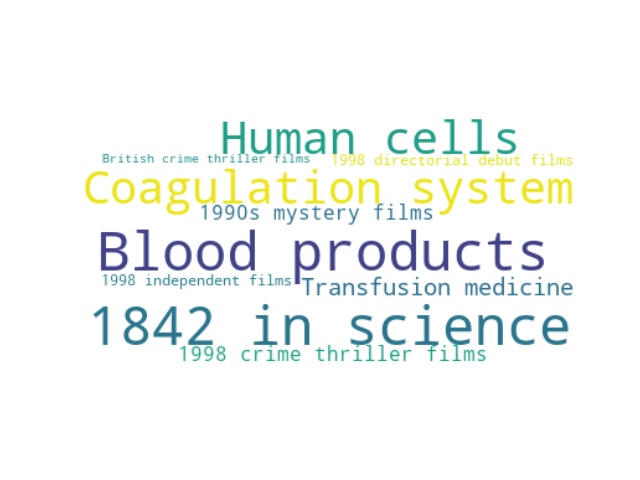 Human cells
British crime thriller films
1998 directorial debut films
Coagulation system
1990s mystery films
Blood products
1998 independent films
Transfusion medicine
1842 in science
1998 crime thriller films